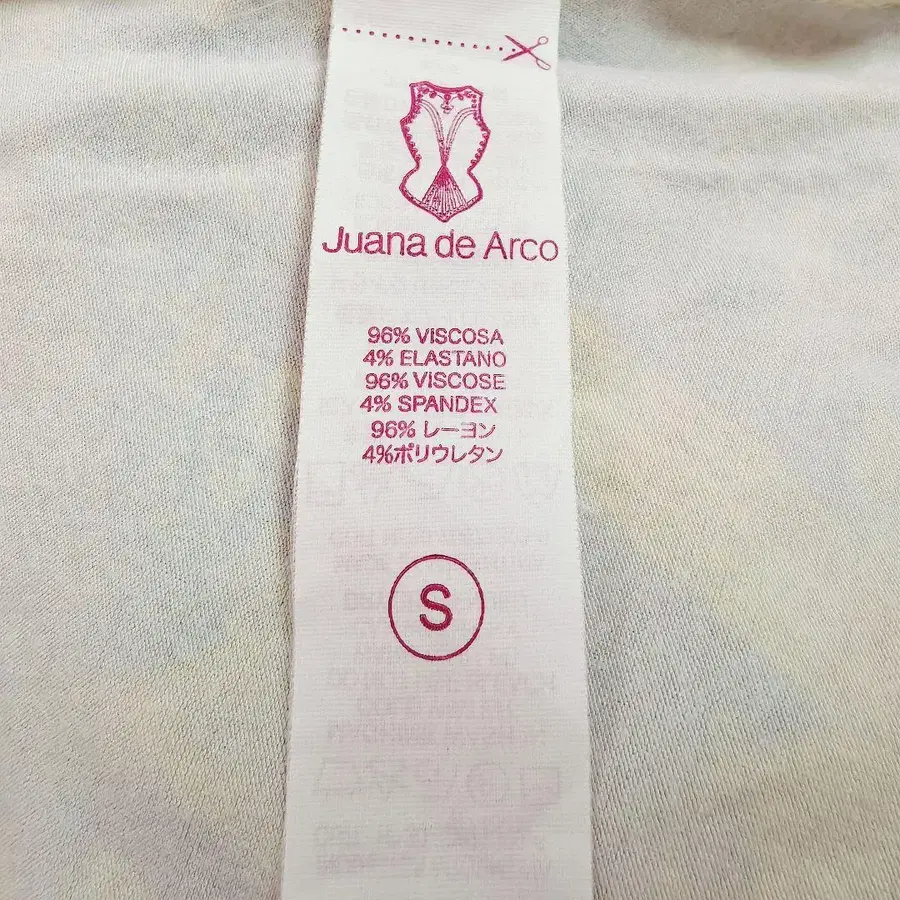 Juana de Arco
96% VISCOSA
4% ELASTANO
96% VISCOSE
4% SPANDEX
96% レーヨン
4%ポリウレタン
S